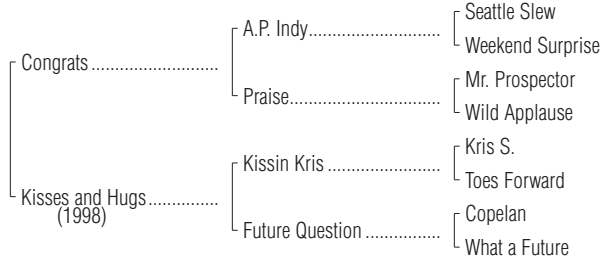 Seattle Slew
A.P. Indy..............................
Weekend Surprise
Congrats.............................
Mr. Prospector
Praise...................................
Wild Applause
Kris S.
Kissin Kris..........................
Toes Forward
Kisses and Hugs................
(1998)
Copelan
Future Question.................
What a Future